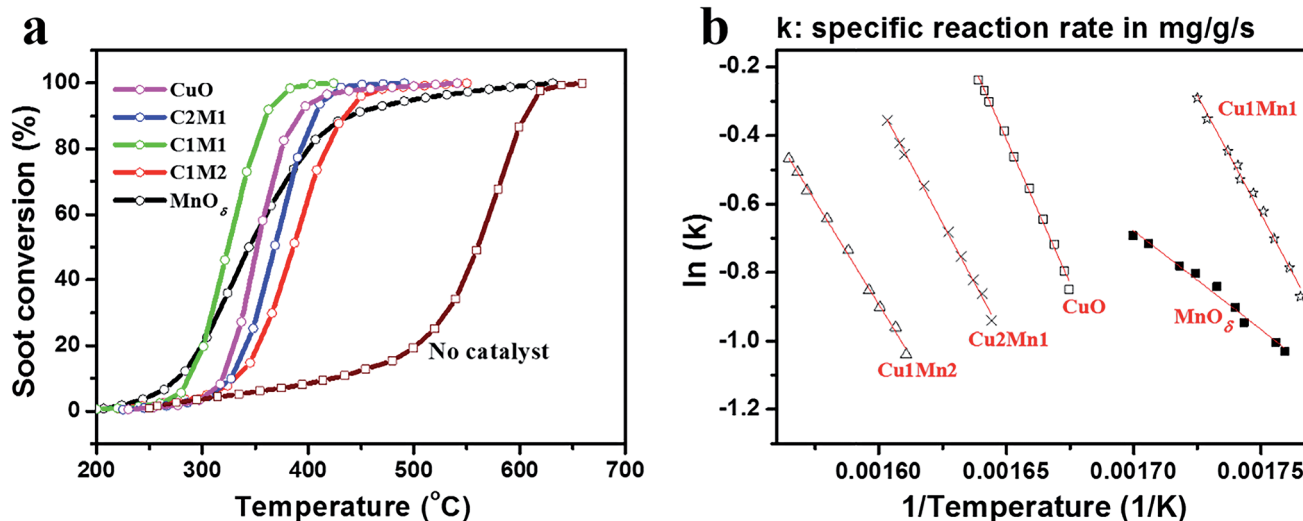 a
Soot conversion (%)
100
80
60
40
20
0
CuO
C2M1
C1M1
C1M2
MnOδ
No catalyst
200
300
400
500
600
700
Temperature (°C)
b
k: specific reaction rate in mg/g/s
ln (k)
-0.2
-0.4
-0.6
-0.8
-1.0
-1.2
Cu1Mn1
CuO
MnOδ
Cu2Mn1
Cu1Mn2
0.00160
0.00165
0.00170
0.00175
1/Temperature (1/K)